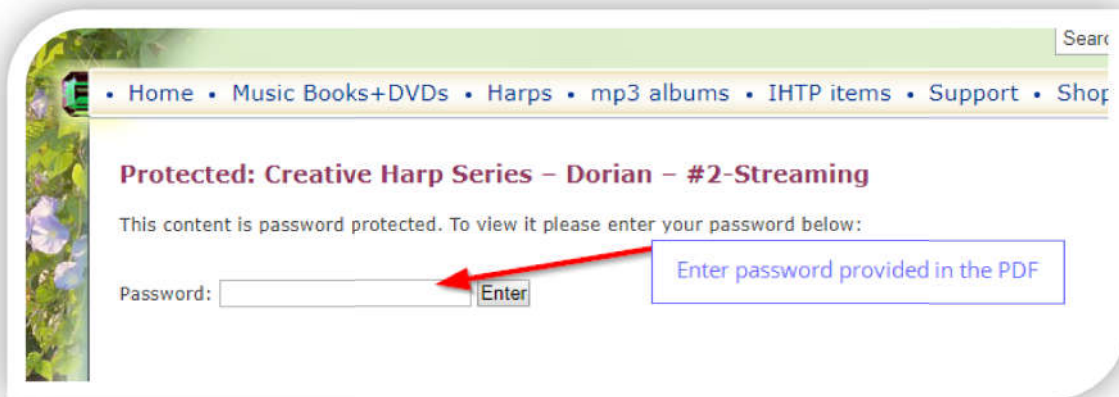 Searc
• Home • Music Books+DVDs • Harps • mp3 albums • IHTP items • Support • Shop
Protected: Creative Harp Series – Dorian – #2-Streaming
This content is password protected. To view it please enter your password below:
Enter password provided in the PDF
Password: Enter